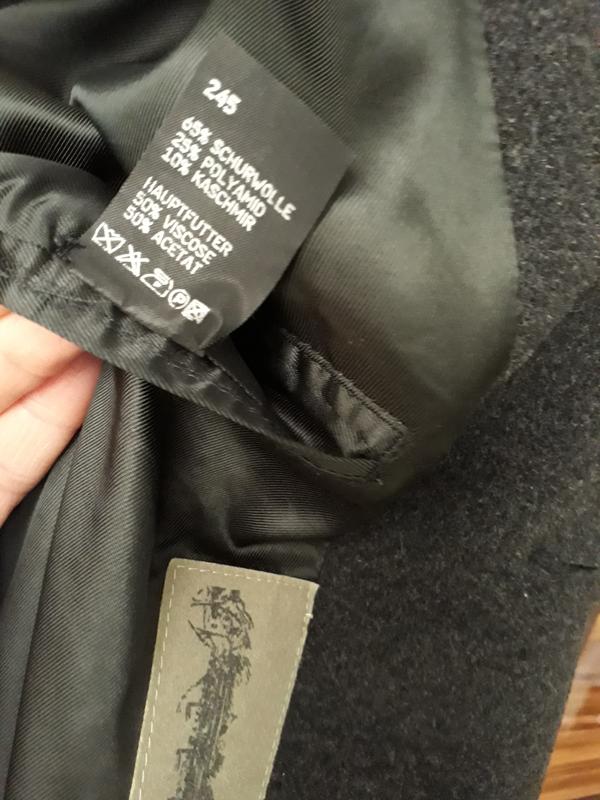 245
65% SCHURWOLLE
25% POLYAMID
10% KASCHMIR
HAUPTFUTTER
50% VISCOSE
50% ACETAT
P